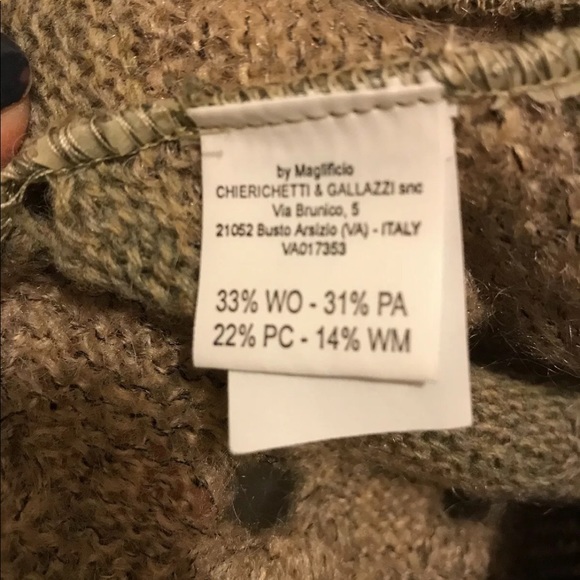 by Maglificio
CHIERICHETTI & GALLAZZI snc
Via Brunico, 5
21052 Busto Arsizio (VA) - ITALY
VA017353
33% WO - 31% PA
22% PC - 14% WM